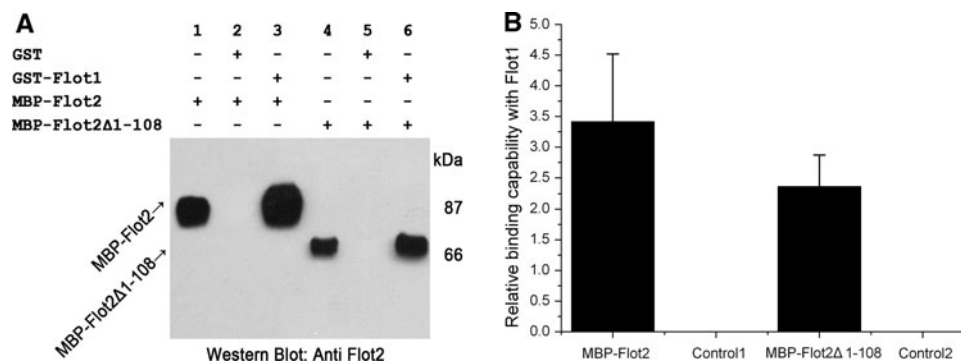 A
1 2 3 4 5 6
GST - + - - + -
GST-Flot1 - - + - - +
MBP-Flot2 + + + - - -
MBP-Flot2Δ1-108 - - - + + +
kDa
MBP-Flot2→
87
MBP-Flot2Δ1-108→
66
Western Blot: Anti Flot2
B
Relative binding capability with Flot1
5.0
4.5
4.0
3.5
3.0
2.5
2.0
1.5
1.0
0.5
0.0
MBP-Flot2 Control1 MBP-Flot2Δ 1-108 Control2